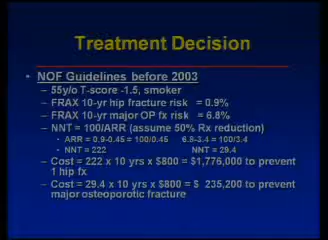 Treatment Decision
• NOF Guidelines before 2003
– 55y/o T-score -1.5, smoker
– FRAX 10-yr hip fracture risk = 0.9%
– FRAX 10-yr major OP fx risk = 6.8%
– NNT = 100/ARR (assume 50% Rx reduction)
• ARR = 0.9-0.45 = 100/0.45 6.8-3.4 = 100/3.4
• NNT = 222 NNT = 29.4
– Cost = 222 x 10 yrs x $800 = $1,776,000 to prevent
1 hip fx
– Cost = 29.4 x 10 yrs x $800 = $ 235,200 to prevent
major osteoporotic fracture